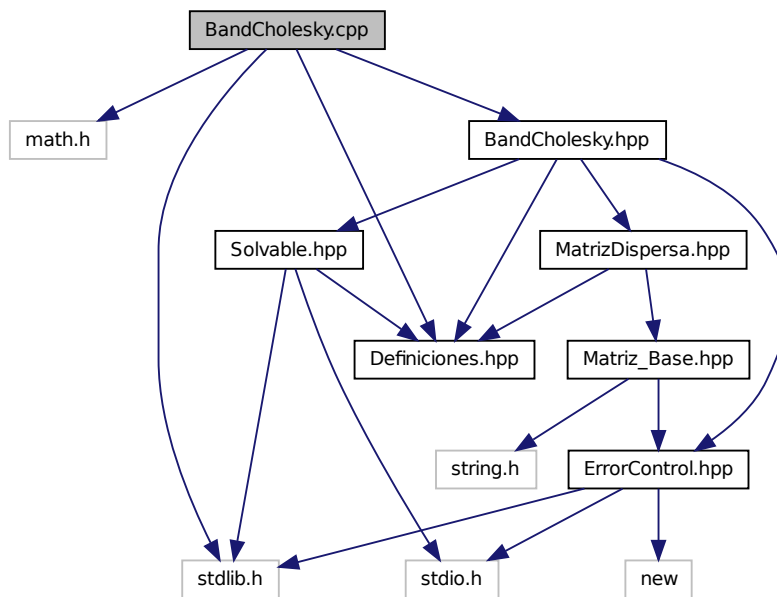 BandCholesky.cpp
math.h
BandCholesky.hpp
Solvable.hpp
MatrizDispersa.hpp
Definiciones.hpp
Matriz_Base.hpp
string.h
ErrorControl.hpp
stdlib.h
stdio.h
new